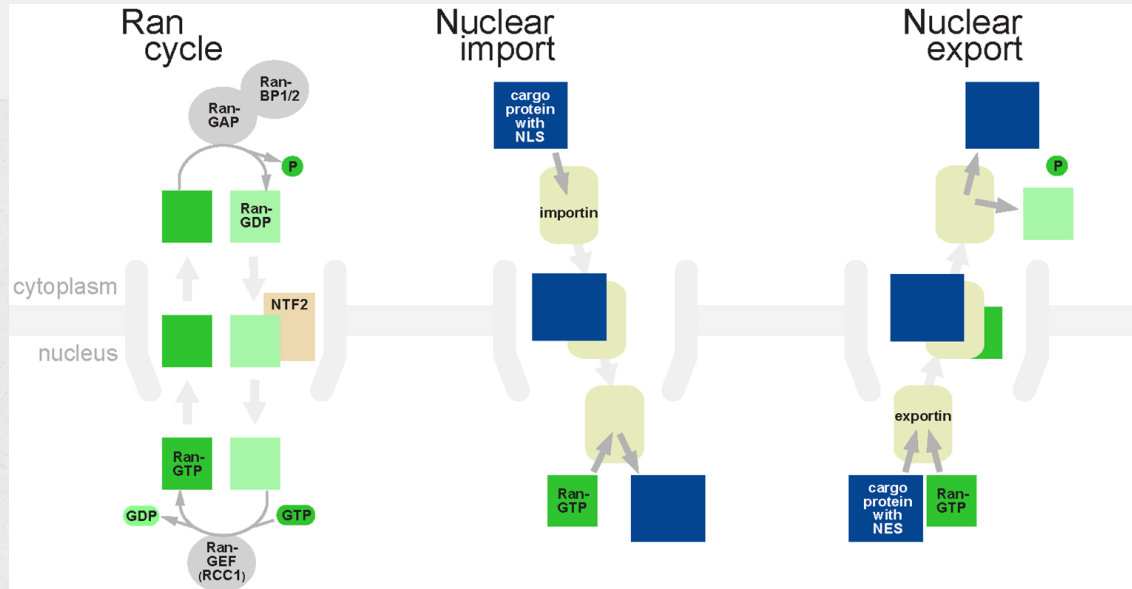 Ran
cycle
Nuclear
import
Nuclear
export
Ran-
BP1/2
Ran-
GAP
P
Ran-
GDP
cytoplasm
nucleus
NTF2
Ran-
GTP
GDP
GTP
Ran-
GEF
(RCC1)
cargo
protein
with
NLS
importin
Ran-
GTP
P
exportin
cargo
protein
with
NES
Ran-
GTP